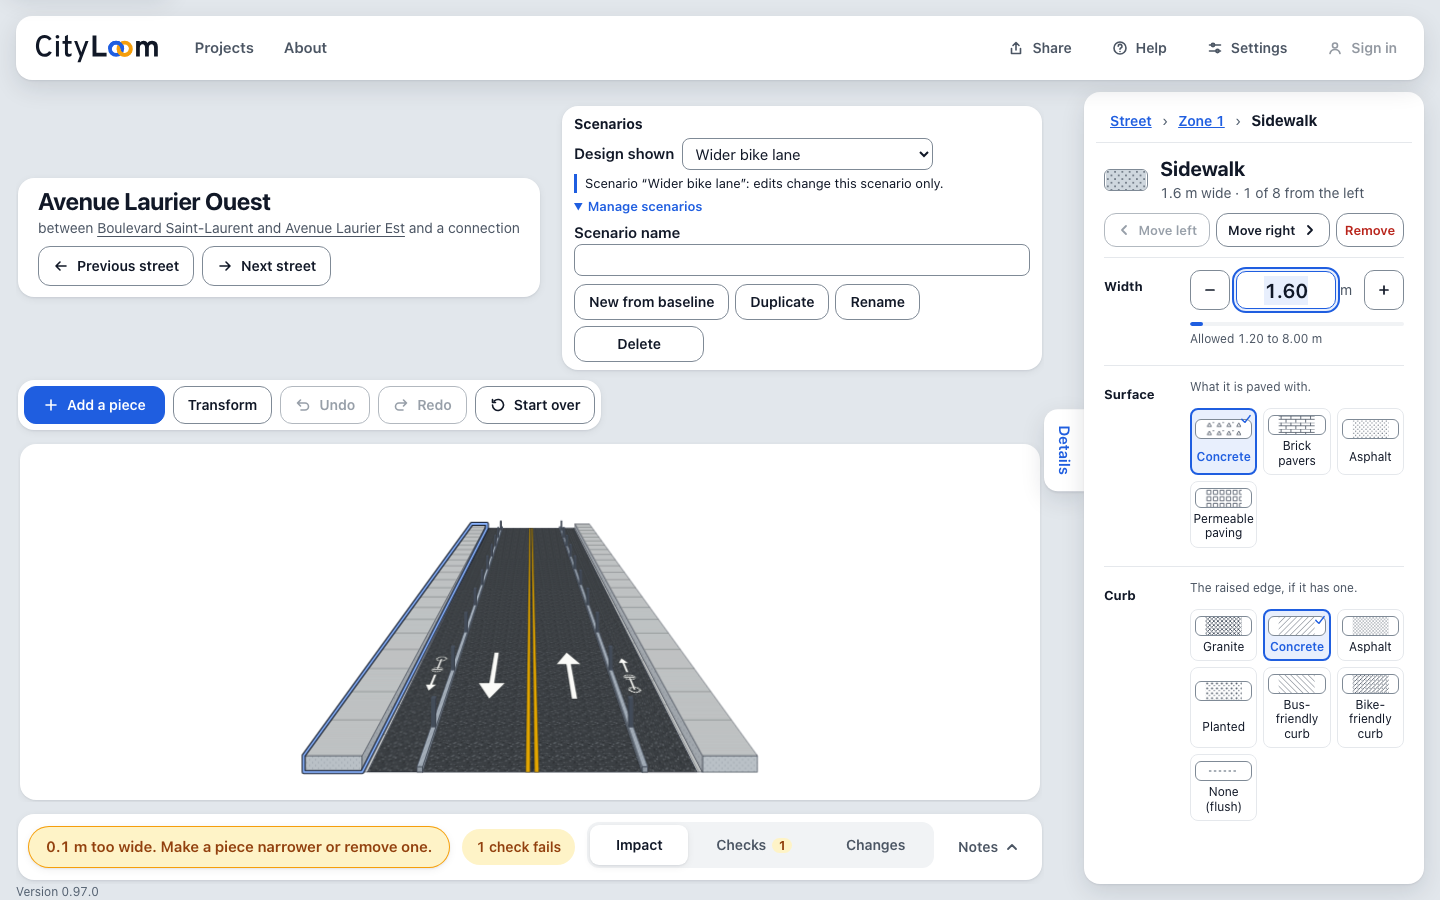 CityLoom
Projects
About
Share
Help
Settings
Sign in
Avenue Laurier Ouest
between Boulevard Saint-Laurent and Avenue Laurier Est and a connection
Previous street
Next street
Scenarios
Design shown
Wider bike lane
Scenario “Wider bike lane”: edits change this scenario only.
Manage scenarios
Scenario name
New from baseline
Duplicate
Rename
Delete
Add a piece
Transform
Undo
Redo
Start over
Details
0.1 m too wide. Make a piece narrower or remove one.
1 check fails
Impact
Checks 1
Changes
Notes
Version 0.97.0
Street › Zone 1 › Sidewalk
Sidewalk
1.6 m wide · 1 of 8 from the left
Move left
Move right
Remove
Width
− 1.60 m +
Allowed 1.20 to 8.00 m
Surface
What it is paved with.
Concrete
Brick
pavers
Asphalt
Permeable
paving
Curb
The raised edge, if it has one.
Granite
Concrete
Asphalt
Planted
Bus-
friendly
curb
Bike-
friendly
curb
None
(flush)